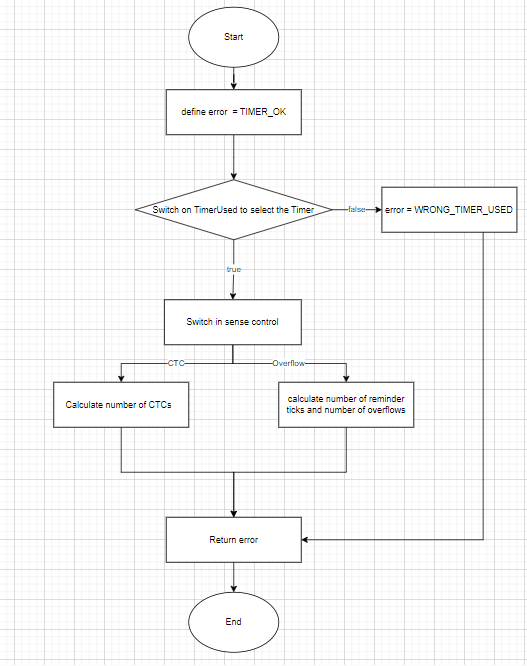 Start
define error = TIMER_OK
Switch on TimerUsed to select the Timer
false
error = WRONG_TIMER_USED
true
Switch in sense control
CTC
Overflow
Calculate number of CTCs
calculate number of reminder
ticks and number of overflows
Return error
End